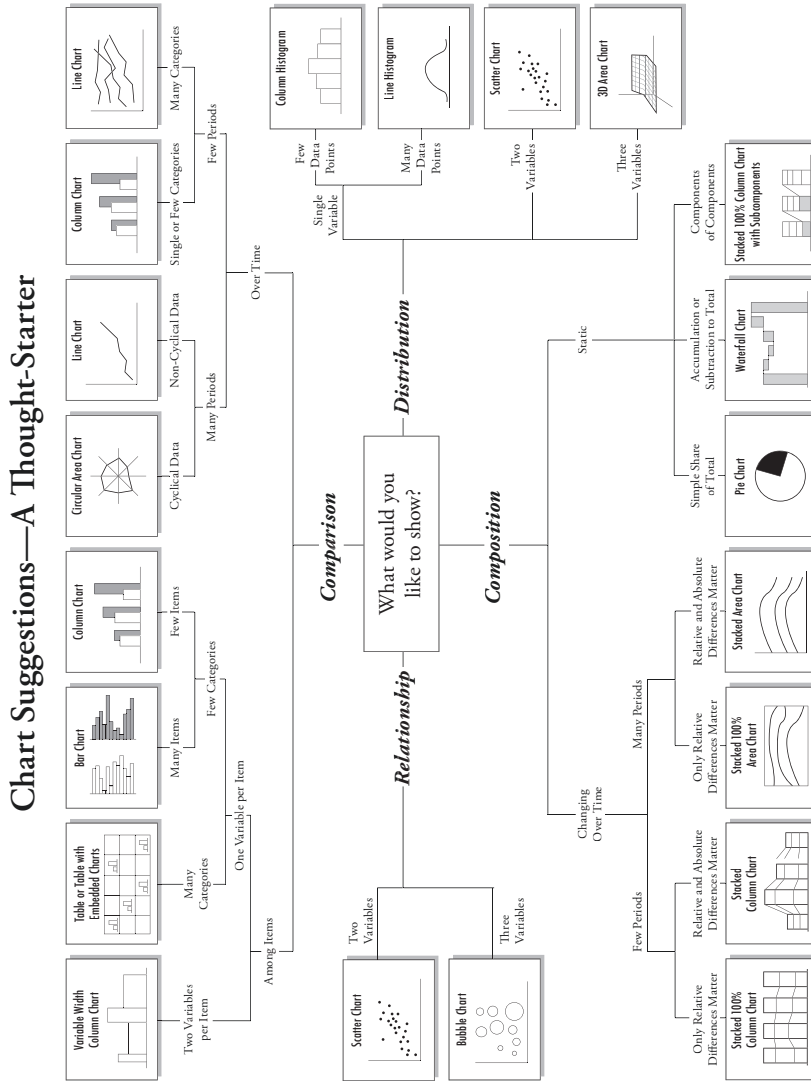 Chart Suggestions—A Thought-Starter
Variable Width
Column Chart
Table or Table with
Embedded Charts
Bar Chart
Column Chart
Circular Area Chart
Line Chart
Column Chart
Line Chart
Two Variables
per Item
Many
Categories
Many Items
Few Items
Cyclical Data
Non-Cyclical Data
Single or Few Categories
Many Categories
Few Categories
Many Periods
Few Periods
One Variable per Item
Among Items
Over Time
Comparison
What would you
like to show?
Relationship
Two
Variables
Scatter Chart
Three
Variables
Bubble Chart
Distribution
Single
Variable
Few
Data
Points
Column Histogram
Many
Data
Points
Line Histogram
Two
Variables
Scatter Chart
Three
Variables
3D Area Chart
Composition
Changing
Over Time
Static
Few Periods
Many Periods
Only Relative
Differences Matter
Relative and Absolute
Differences Matter
Only Relative
Differences Matter
Relative and Absolute
Differences Matter
Simple Share
of Total
Accumulation or
Subtraction to Total
Components
of Components
Stacked 100%
Column Chart
Stacked
Column Chart
Stacked 100%
Area Chart
Stacked Area Chart
Pie Chart
Waterfall Chart
Stacked 100% Column Chart
with Subcomponents